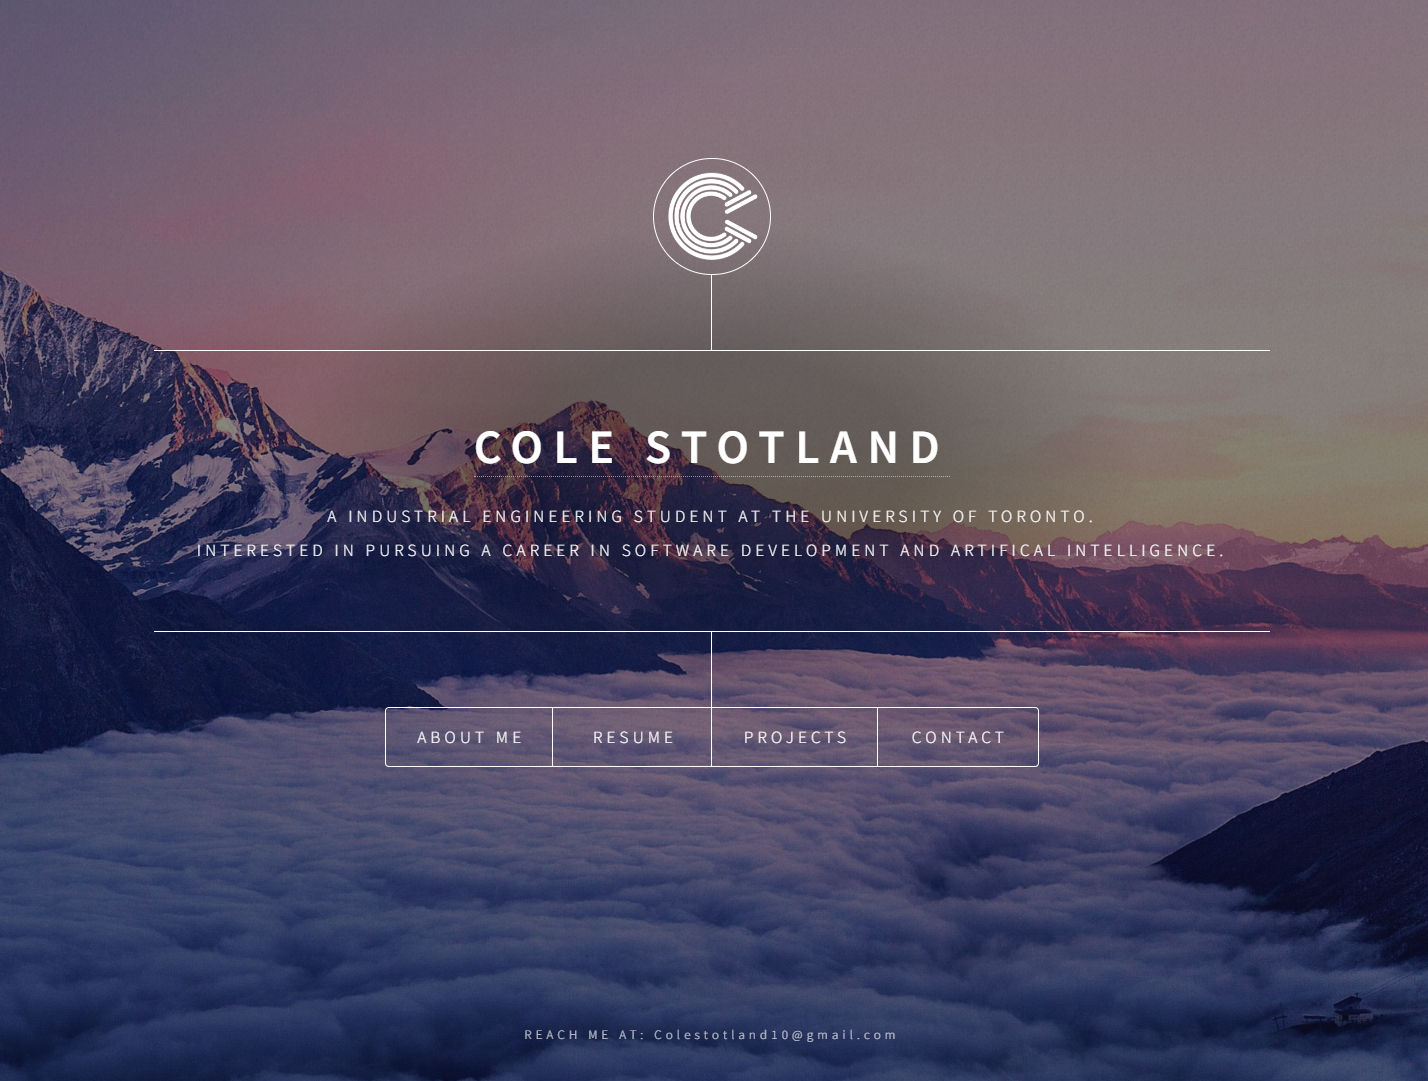 C
COLE STOTLAND
A INDUSTRIAL ENGINEERING STUDENT AT THE UNIVERSITY OF TORONTO.
INTERESTED IN PURSUING A CAREER IN SOFTWARE DEVELOPMENT AND ARTIFICAL INTELLIGENCE.
ABOUT ME RESUME PROJECTS CONTACT
REACH ME AT: Colestotland10@gmail.com